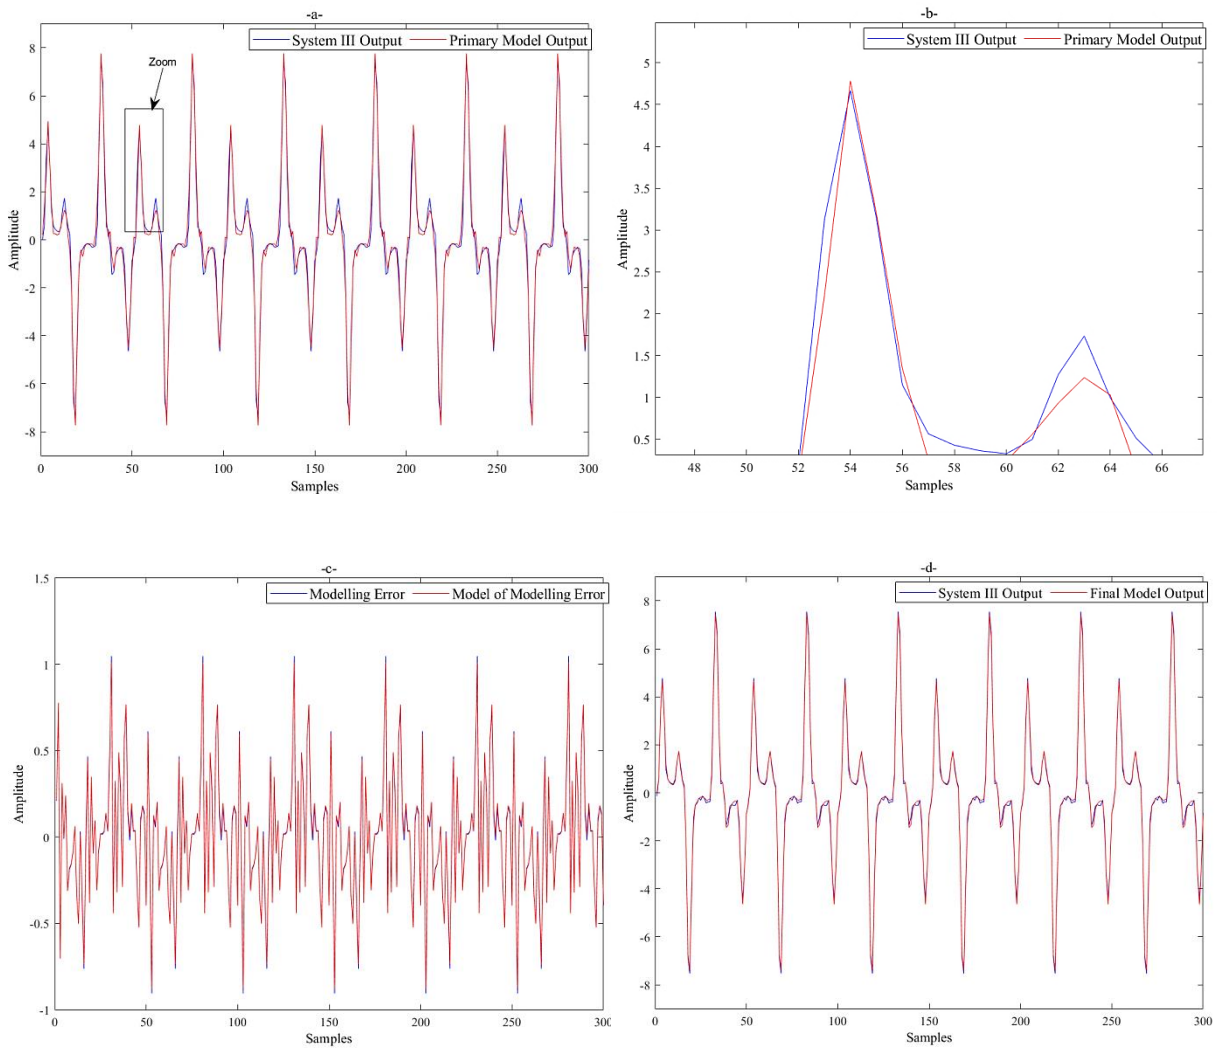 -a-
System III Output Primary Model Output
Zoom
8
6
4
2
0
-2
-4
-6
-8
Amplitude
0 50 100 150 200 250 300
Samples
-b-
System III Output Primary Model Output
5
4.5
4
3.5
3
2.5
2
1.5
1
0.5
Amplitude
48 50 52 54 56 58 60 62 64 66
Samples
-c-
Modelling Error Model of Modelling Error
1.5
1
0.5
0
-0.5
-1
Amplitude
0 50 100 150 200 250 300
Samples
-d-
System III Output Final Model Output
8
6
4
2
0
-2
-4
-6
-8
Amplitude
0 50 100 150 200 250 300
Samples